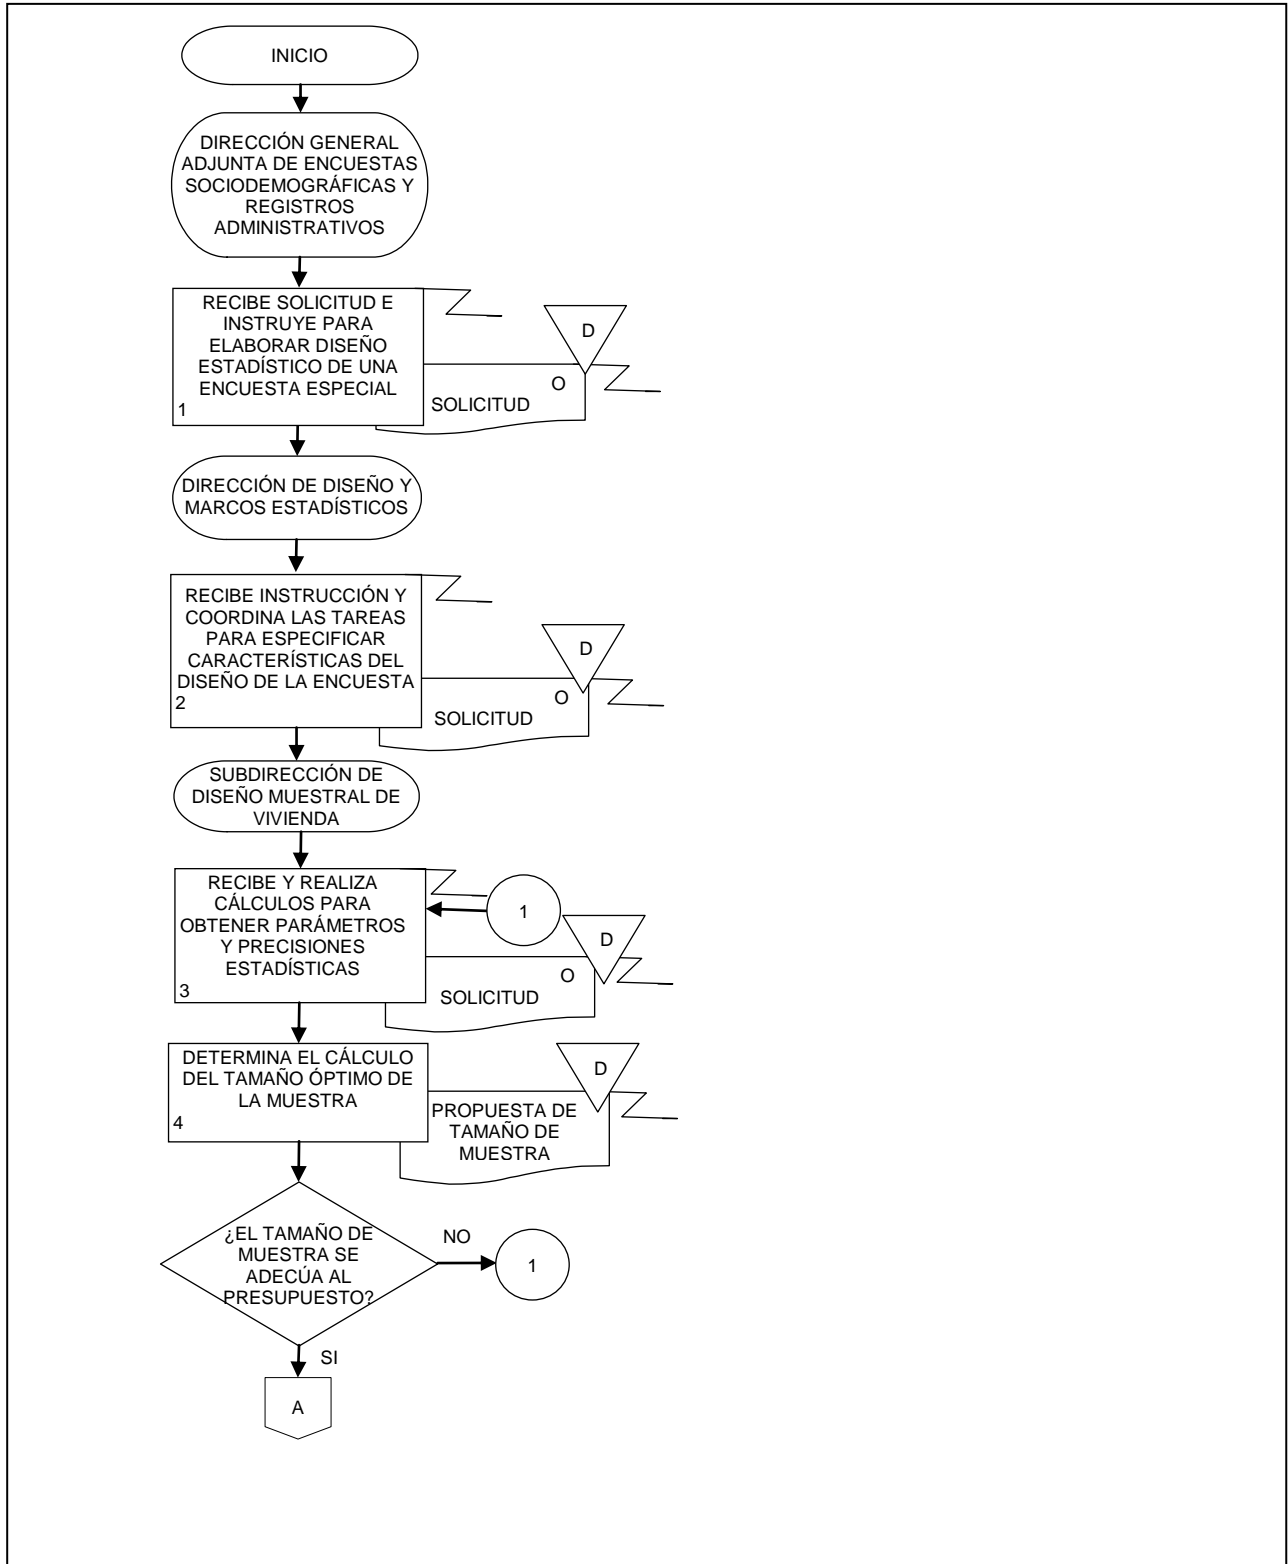 INICIO
DIRECCIÓN GENERAL
ADJUNTA DE ENCUESTAS
SOCIODEMOGRÁFICAS Y
REGISTROS
ADMINISTRATIVOS
RECIBE SOLICITUD E
INSTRUYE PARA
ELABORAR DISEÑO
ESTADÍSTICO DE UNA
ENCUESTA ESPECIAL
1
D
O
SOLICITUD
DIRECCIÓN DE DISEÑO Y
MARCOS ESTADÍSTICOS
RECIBE INSTRUCCIÓN Y
COORDINA LAS TAREAS
PARA ESPECIFICAR
CARACTERÍSTICAS DEL
DISEÑO DE LA ENCUESTA
2
D
O
SOLICITUD
SUBDIRECCIÓN DE
DISEÑO MUESTRAL DE
VIVIENDA
RECIBE Y REALIZA
CÁLCULOS PARA
OBTENER PARÁMETROS
Y PRECISIONES
ESTADÍSTICAS
3
1
D
O
SOLICITUD
DETERMINA EL CÁLCULO
DEL TAMAÑO ÓPTIMO DE
LA MUESTRA
4
D
PROPUESTA DE
TAMAÑO DE
MUESTRA
¿EL TAMAÑO DE
MUESTRA SE
ADECÚA AL
PRESUPUESTO?
NO
1
SI
A